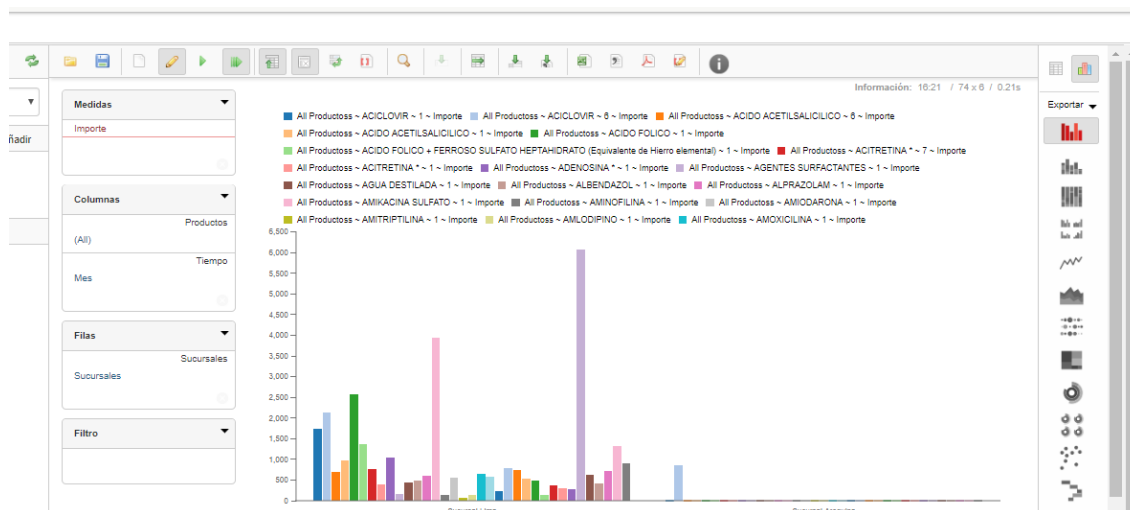 ñadir
Información: 16:21 / 74 x 6 / 0.21s
Medidas
Importe
Columnas
Productos
(All)
Tiempo
Mes
Filas
Sucursales
Sucursales
Filtro
All Productoss ~ ACICLOVIR ~ 1 ~ Importe All Productoss ~ ACICLOVIR ~ 6 ~ Importe All Productoss ~ ACIDO ACETILSALICILICO ~ 6 ~ Importe
All Productoss ~ ACIDO ACETILSALICILICO ~ 1 ~ Importe All Productoss ~ ACIDO FOLICO ~ 1 ~ Importe
All Productoss ~ ACIDO FOLICO + FERROSO SULFATO HEPTAHIDRATO (Equivalente de Hierro elemental) ~ 1 ~ Importe All Productoss ~ ACITRETINA * ~ 7 ~ Importe
All Productoss ~ ACITRETINA * ~ 1 ~ Importe All Productoss ~ ADENOSINA * ~ 1 ~ Importe All Productoss ~ AGENTES SURFACTANTES ~ 1 ~ Importe
All Productoss ~ AGUA DESTILADA ~ 1 ~ Importe All Productoss ~ ALBENDAZOL ~ 1 ~ Importe All Productoss ~ ALPRAZOLAM ~ 1 ~ Importe
All Productoss ~ AMIKACINA SULFATO ~ 1 ~ Importe All Productoss ~ AMINOFILINA ~ 1 ~ Importe All Productoss ~ AMIODARONA ~ 1 ~ Importe
All Productoss ~ AMITRIPTILINA ~ 1 ~ Importe All Productoss ~ AMLODIPINO ~ 1 ~ Importe All Productoss ~ AMOXICILINA ~ 1 ~ Importe
6,500
6,000
5,500
5,000
4,500
4,000
3,500
3,000
2,500
2,000
1,500
1,000
500
0
Exportar